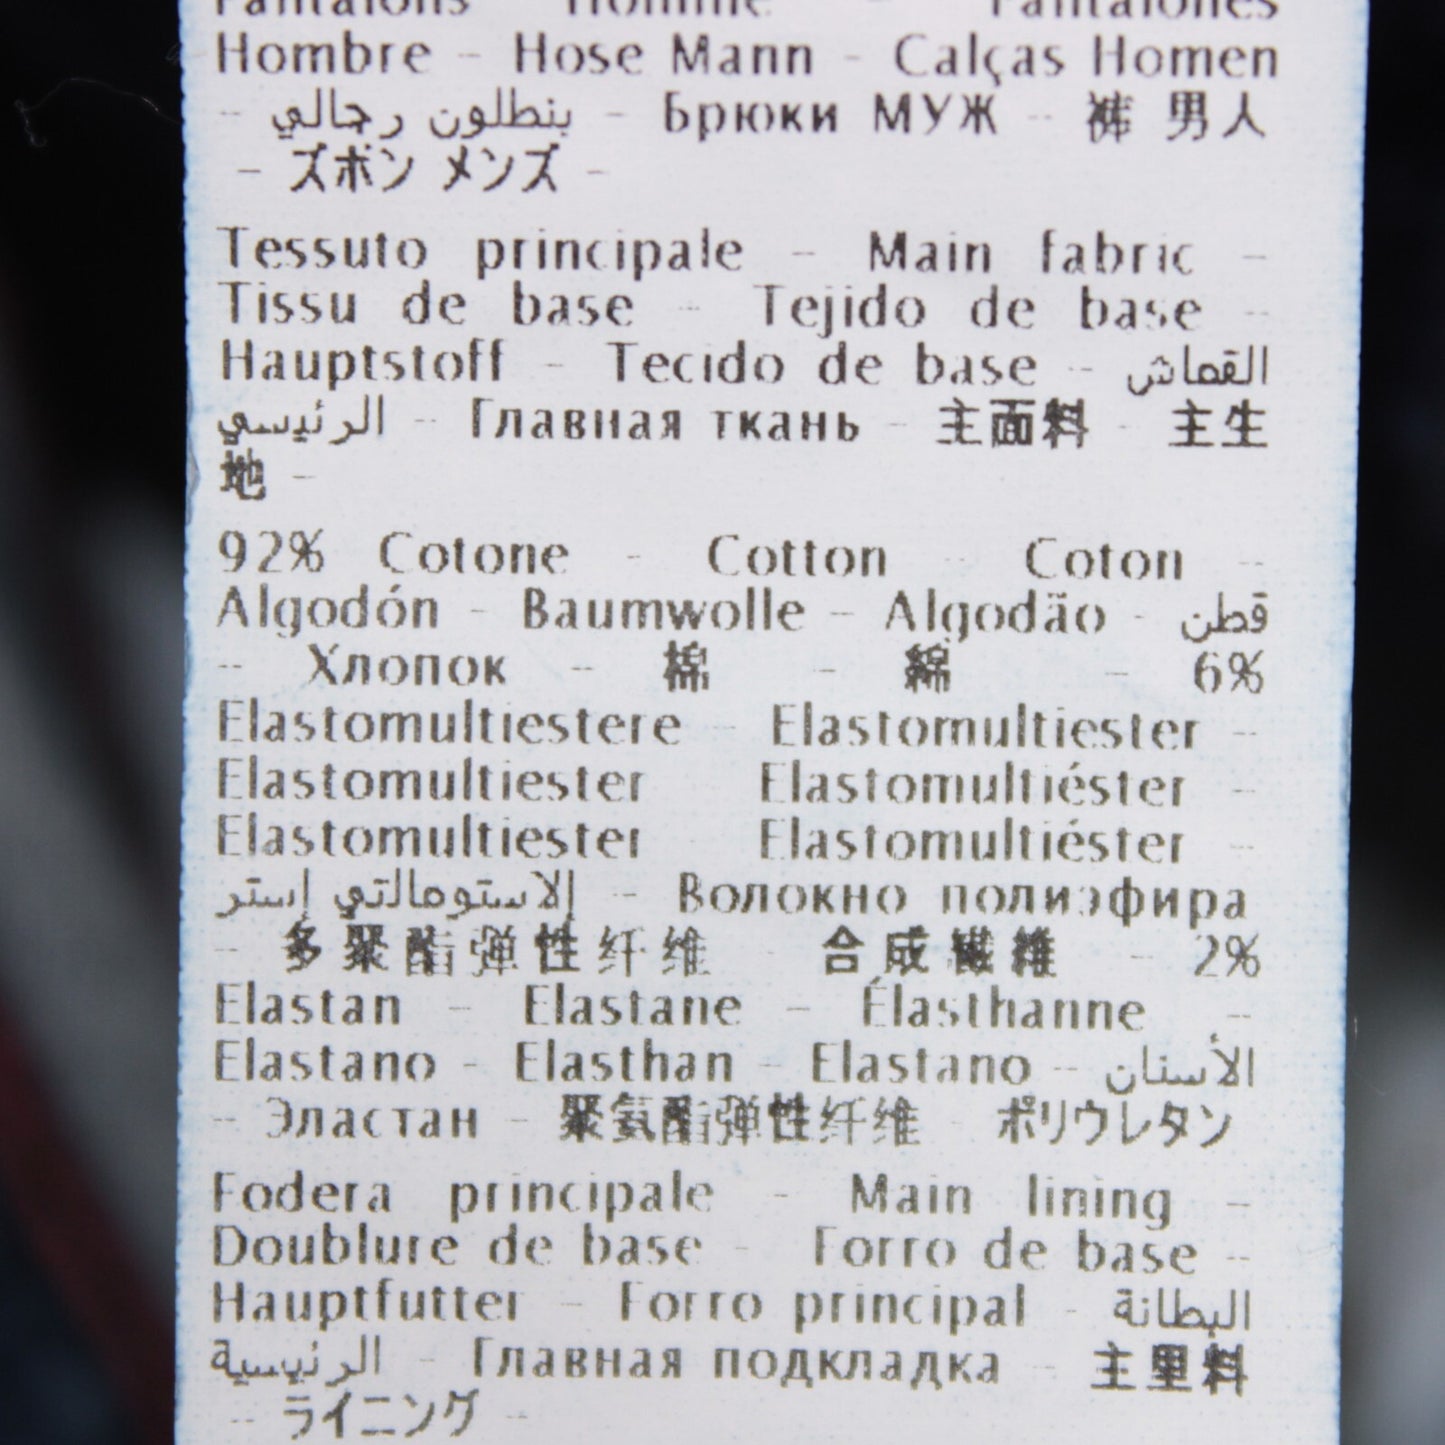 Pantalons Homme - Pantalones
Hombre - Hose Mann - Calças Homen
- بنطلون رجالي - Брюки МУЖ - 裤 男人
- ズボン メンズ -
Tessuto principale - Main fabric -
Tissu de base - Tejido de base -
Hauptstoff - Tecido de base - القماش
الرئيسي - Главная ткань - 主面料 - 主生
地 -
92% Cotone - Cotton - Coton -
Algodón - Baumwolle - Algodão - قطن
- Хлопок - 棉 - 綿 - 6%
Elastomultiestere - Elastomultiester -
Elastomultiester Elastomultiéster -
Elastomultiester Elastomultiéster -
إلاستومالتي إستر - Волокно полиэфира
- 多聚酯弹性纤维 - 合成繊維 - 2%
Elastan - Elastane - Élasthanne -
Elastano - Elasthan - Elastano - الأستان
- Эластан - 聚氨酯弹性纤维 ポリウレタン
Fodera principale - Main lining -
Doublure de base - Forro de base -
Hauptfutter - Forro principal - البطانة
الرئيسية - Главная подкладка - 主里料
- ライニング -